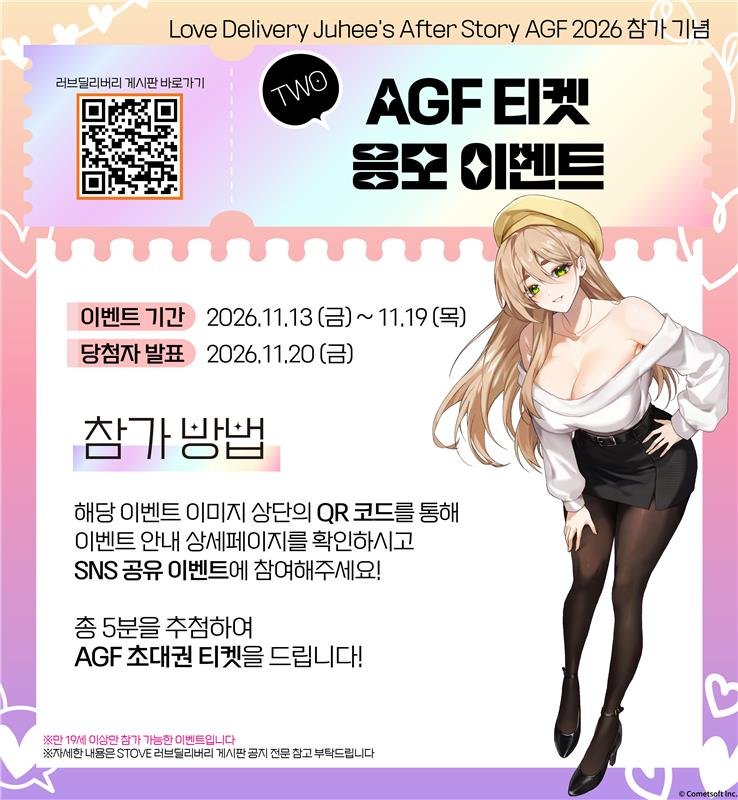 Love Delivery Juhee's After Story AGF 2026 참가 기념
러브딜리버리 게시판 바로가기
TWO
AGF 티켓
응모 이벤트
이벤트 기간 2026.11.13 (금) ~ 11.19 (목)
당첨자 발표 2026.11.20 (금)
참가 방법
해당 이벤트 이미지 상단의 QR 코드를 통해
이벤트 안내 상세페이지를 확인하시고
SNS 공유 이벤트에 참여해주세요!
총 5분을 추첨하여
AGF 초대권 티켓을 드립니다!
※만 19세 이상만 참가 가능한 이벤트입니다
※자세한 내용은 STOVE 러브딜리버리 게시판 공지 전문 참고 부탁드립니다
© Cometsoft Inc.